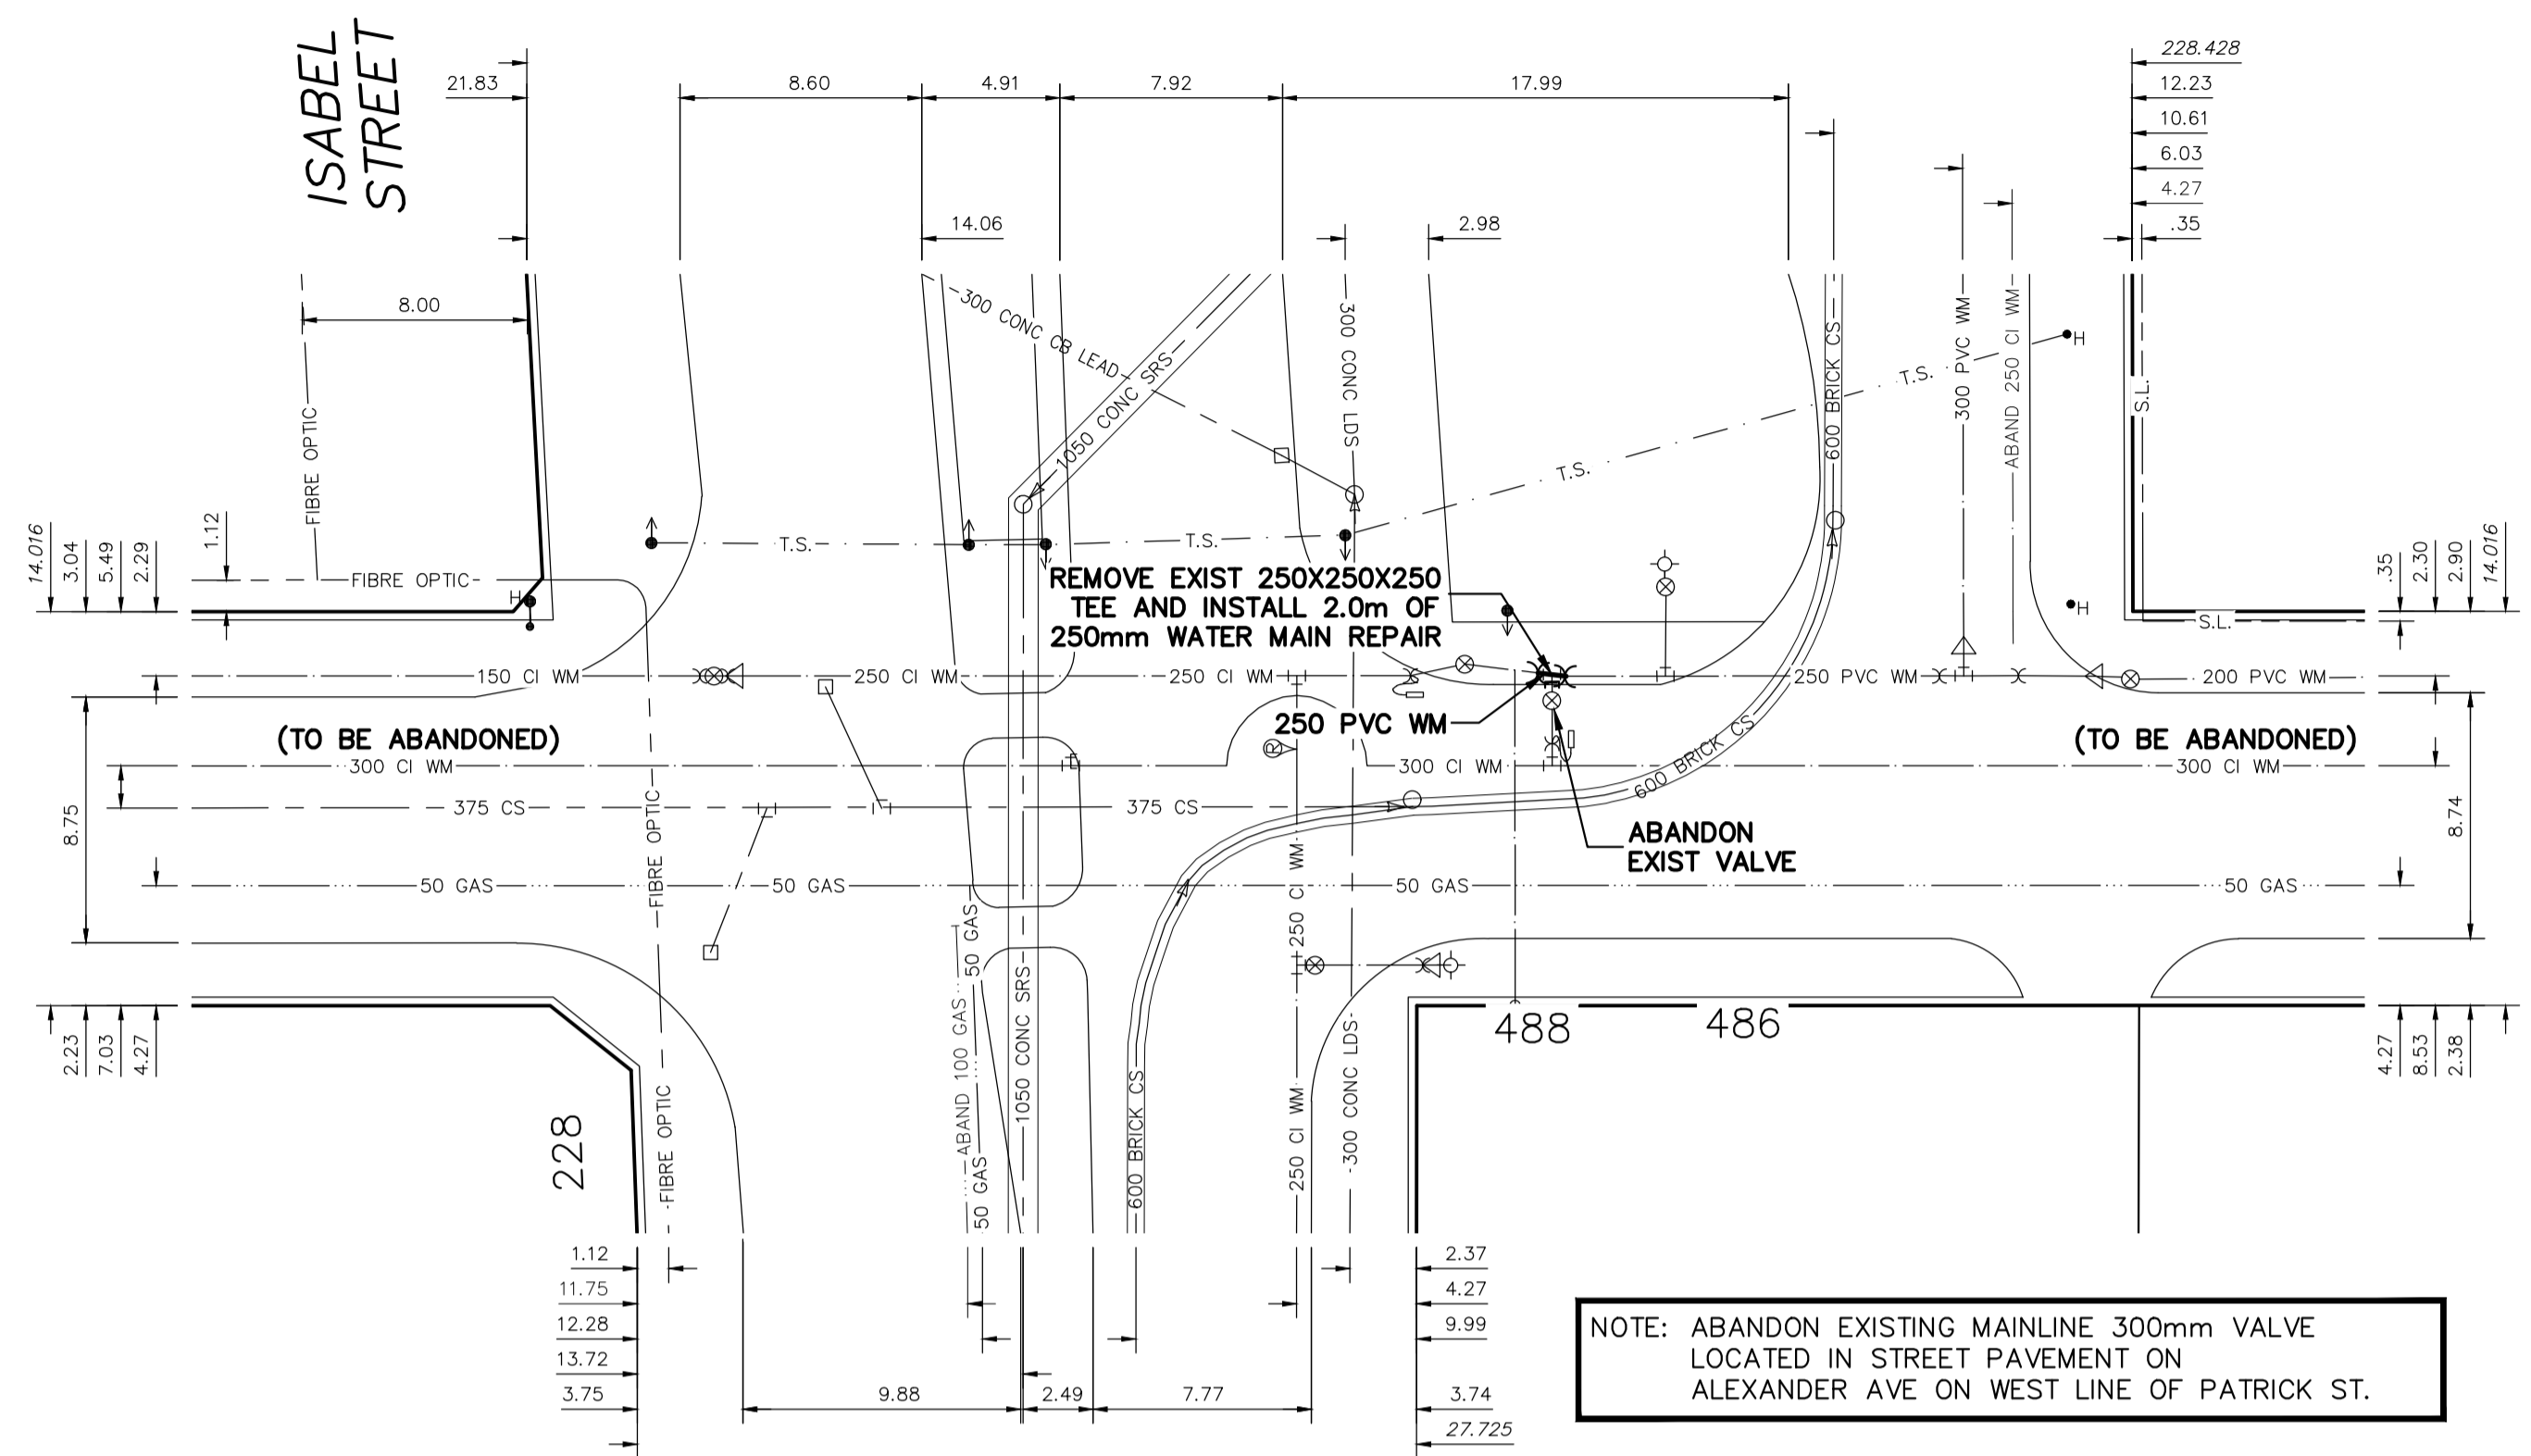 ISABEL
STREET
21.83
8.60
4.91
7.92
17.99
228.428
12.23
10.61
6.03
4.27
.35
14.06
2.98
8.00
300 CONC CB LEAD
1050 CONC SRS
300 CONC LDS
600 BRICK CS
300 PVC WM
ABAND 250 CI WM
H
S.L.
T.S.
T.S.
FIBRE OPTIC
14.016
3.04
5.49
2.29
1.12
FIBRE OPTIC
H
T.S.
T.S.
REMOVE EXIST 250X250X250
TEE AND INSTALL 2.0m OF
250mm WATER MAIN REPAIR
H
S.L.
.35
2.30
2.90
14.016
150 CI WM
250 CI WM
250 CI WM
250 PVC WM
200 PVC WM
250 PVC WM
(TO BE ABANDONED)
(TO BE ABANDONED)
R
300 CI WM
300 CI WM
300 CI WM
600 BRICK CS
375 CS
375 CS
8.75
8.74
FIBRE OPTIC
ABANDON
EXIST VALVE
50 GAS
50 GAS
50 GAS
50 GAS
250 CI WM
50 GAS
ABAND 100 GAS
50 GAS
1050 CONC SRS
600 BRICK CS
250 CI WM
300 CONC LDS
488
486
2.23
7.03
4.27
4.27
8.53
2.38
228
FIBRE OPTIC
1.12
11.75
12.28
13.72
3.75
9.88
2.49
7.77
2.37
4.27
9.99
3.74
27.725
NOTE: ABANDON EXISTING MAINLINE 300mm VALVE
LOCATED IN STREET PAVEMENT ON
ALEXANDER AVE ON WEST LINE OF PATRICK ST.